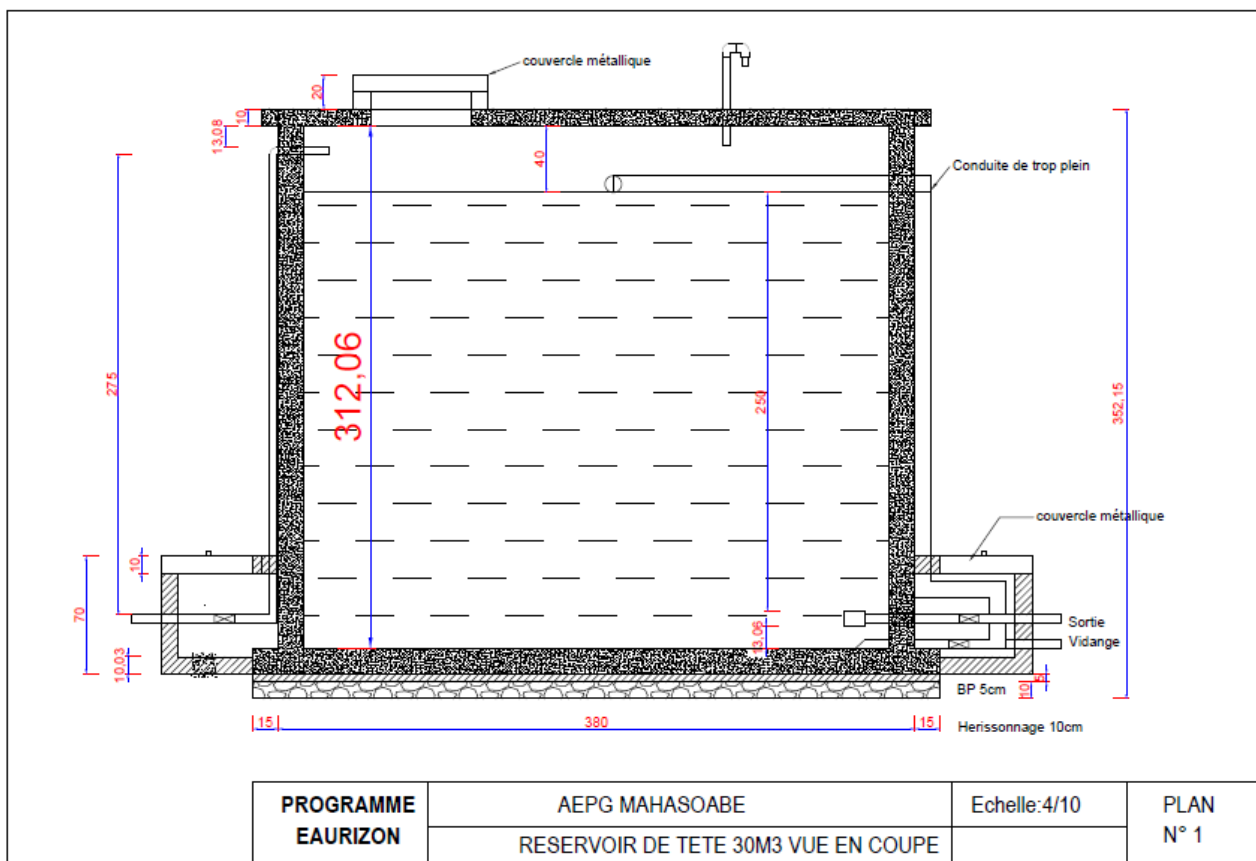 couvercle métallique
20
10
13,08
40
Conduite de trop plein
275
312,06
250
352,15
couvercle métallique
10
70
Sortie
13,06
Vidange
10,03
5
BP 5cm
10
15
380
15
Herissonnage 10cm
PROGRAMME
EAURIZON
AEPG MAHASOABE
Echelle:4/10
PLAN
N° 1
RESERVOIR DE TETE 30M3 VUE EN COUPE